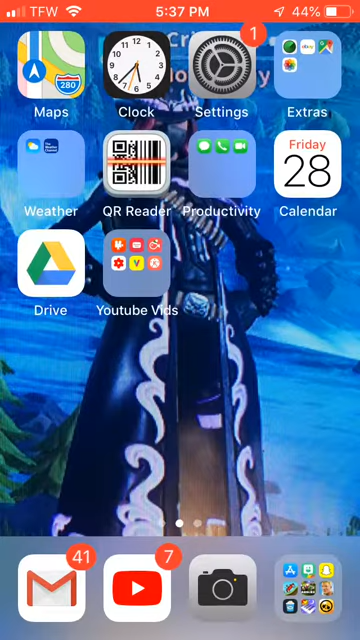 TFW 5:37 PM 44%
1
Maps Clock Settings Extras
Friday
28
Weather QR Reader Productivity Calendar
Drive Youtube Vids
41 7
280